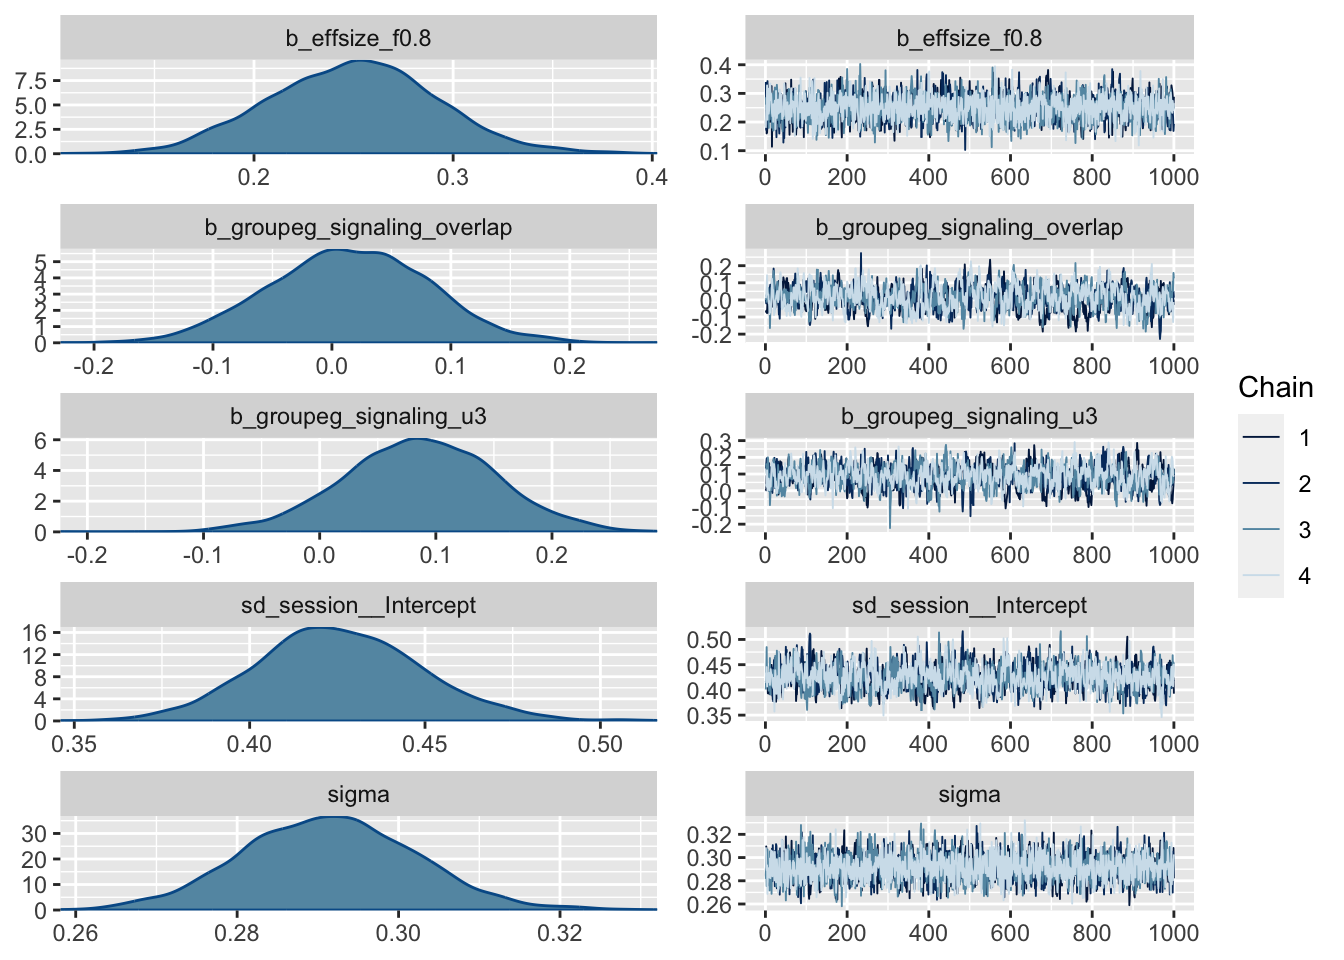 b_effsize_f0.8
7.5
5.0
2.5
0.0
0.2 0.3 0.4
b_effsize_f0.8
0.4
0.3
0.2
0.1
0 200 400 600 800 1000
b_groupeg_signaling_overlap
5
4
3
2
1
0
-0.2 -0.1 0.0 0.1 0.2
b_groupeg_signaling_overlap
0.2
0.1
0.0
-0.1
-0.2
0 200 400 600 800 1000
b_groupeg_signaling_u3
6
4
2
0
-0.2 -0.1 0.0 0.1 0.2
b_groupeg_signaling_u3
0.3
0.2
0.1
0.0
-0.1
-0.2
0 200 400 600 800 1000
sd_session__Intercept
16
12
8
4
0
0.35 0.40 0.45 0.50
sd_session__Intercept
0.50
0.45
0.40
0.35
0 200 400 600 800 1000
sigma
30
20
10
0
0.26 0.28 0.30 0.32
sigma
0.32
0.30
0.28
0.26
0 200 400 600 800 1000
Chain
1
2
3
4